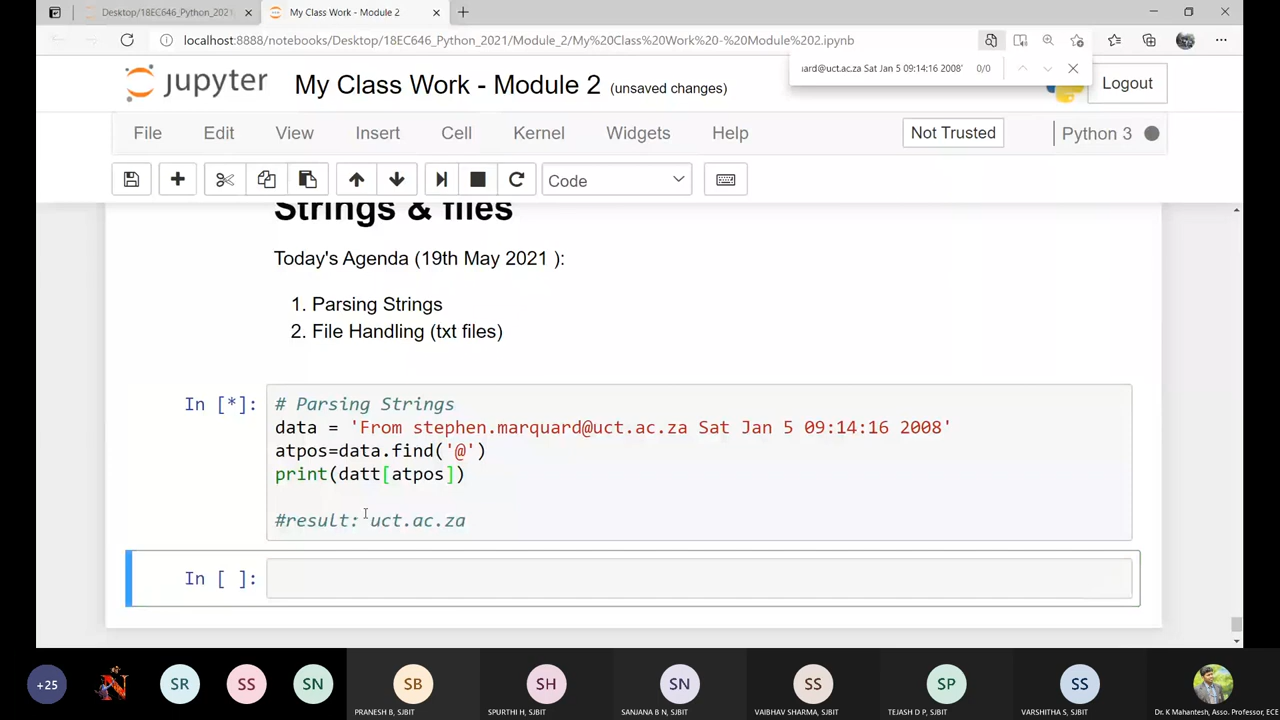 Desktop/18EC646_Python_2021/
My Class Work - Module 2
localhost:8888/notebooks/Desktop/18EC646_Python_2021/Module_2/My%20Class%20Work%20-%20Module%202.ipynb
uard@uct.ac.za Sat Jan 5 09:14:16 2008' 0/0
jupyter My Class Work - Module 2 (unsaved changes) Logout
File Edit View Insert Cell Kernel Widgets Help Not Trusted Python 3
Code
Strings & files
Today's Agenda (19th May 2021 ):
1. Parsing Strings
2. File Handling (txt files)
In [*]: # Parsing Strings
data = 'From stephen.marquard@uct.ac.za Sat Jan 5 09:14:16 2008'
atpos=data.find('@')
print(datt[atpos])
#result: uct.ac.za
In [ ]:
+25 N SR SS SN SB SH SN SS SP SS
PRANESH B, SJBIT SPURTHI H, SJBIT SANJANA B N, SJBIT VAIBHAV SHARMA, SJBIT TEJASH D P, SJBIT VARSHITHA S, SJBIT Dr. K Mahantesh, Asso. Professor, ECE